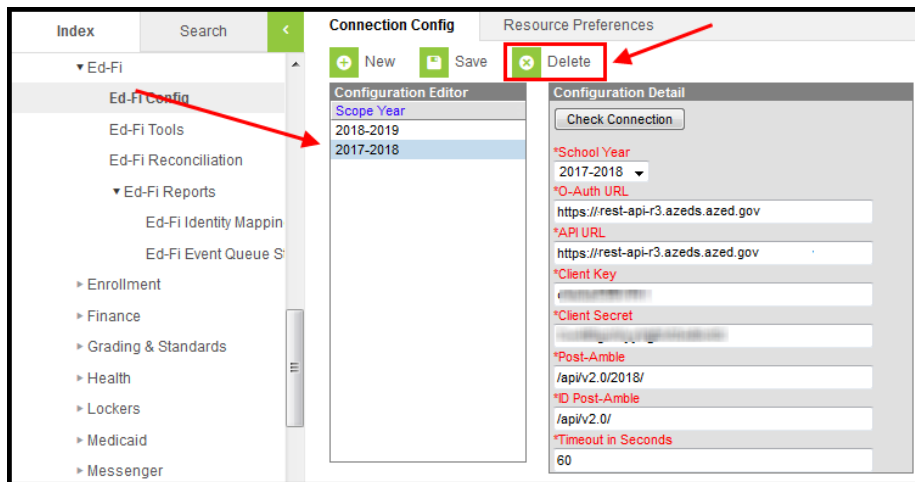 Index
Search
Ed-Fi
Ed-Fi Config
Ed-Fi Tools
Ed-Fi Reconciliation
Ed-Fi Reports
Ed-Fi Identity Mappin
Ed-Fi Event Queue S
Enrollment
Finance
Grading & Standards
Health
Lockers
Medicaid
Messenger
Connection Config
Resource Preferences
New
Save
Delete
Configuration Editor
Scope Year
2018-2019
2017-2018
Configuration Detail
Check Connection
*School Year
2017-2018
*O-Auth URL
https://rest-api-r3.azeds.azed.gov
*API URL
https://rest-api-r3.azeds.azed.gov
*Client Key
*Client Secret
*Post-Amble
/api/v2.0/2018/
*ID Post-Amble
/api/v2.0/
*Timeout in Seconds
60